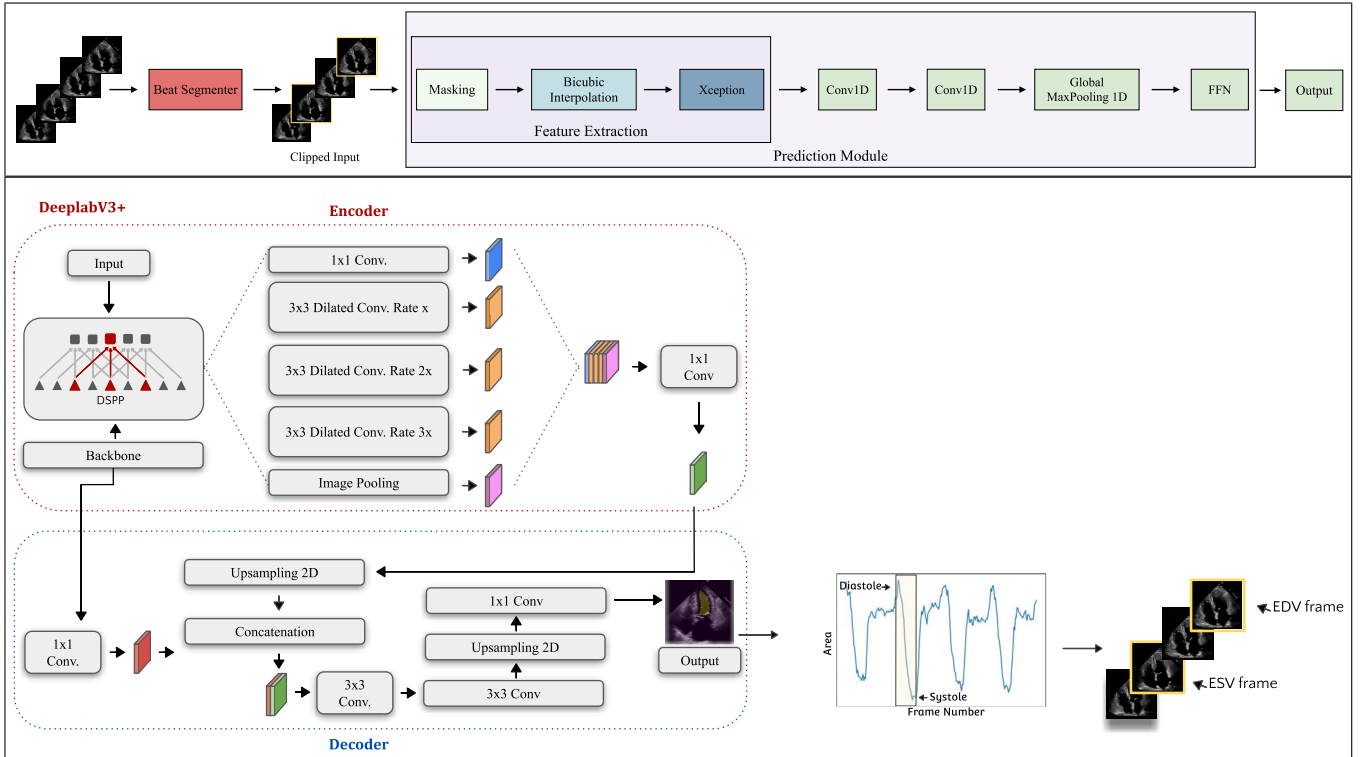 Beat Segmenter
Clipped Input
Masking
Bicubic
Interpolation
Xception
Feature Extraction
Conv1D
Conv1D
Global
MaxPooling 1D
FFN
Output
Prediction Module
DeeplabV3+
Encoder
Input
DSPP
Backbone
1x1 Conv.
3x3 Dilated Conv. Rate x
3x3 Dilated Conv. Rate 2x
3x3 Dilated Conv. Rate 3x
Image Pooling
1x1
Conv
Upsampling 2D
Concatenation
1x1
Conv.
3x3
Conv.
3x3 Conv
Upsampling 2D
1x1 Conv
Output
Decoder
Diastole
Area
Systole
Frame Number
EDV frame
ESV frame